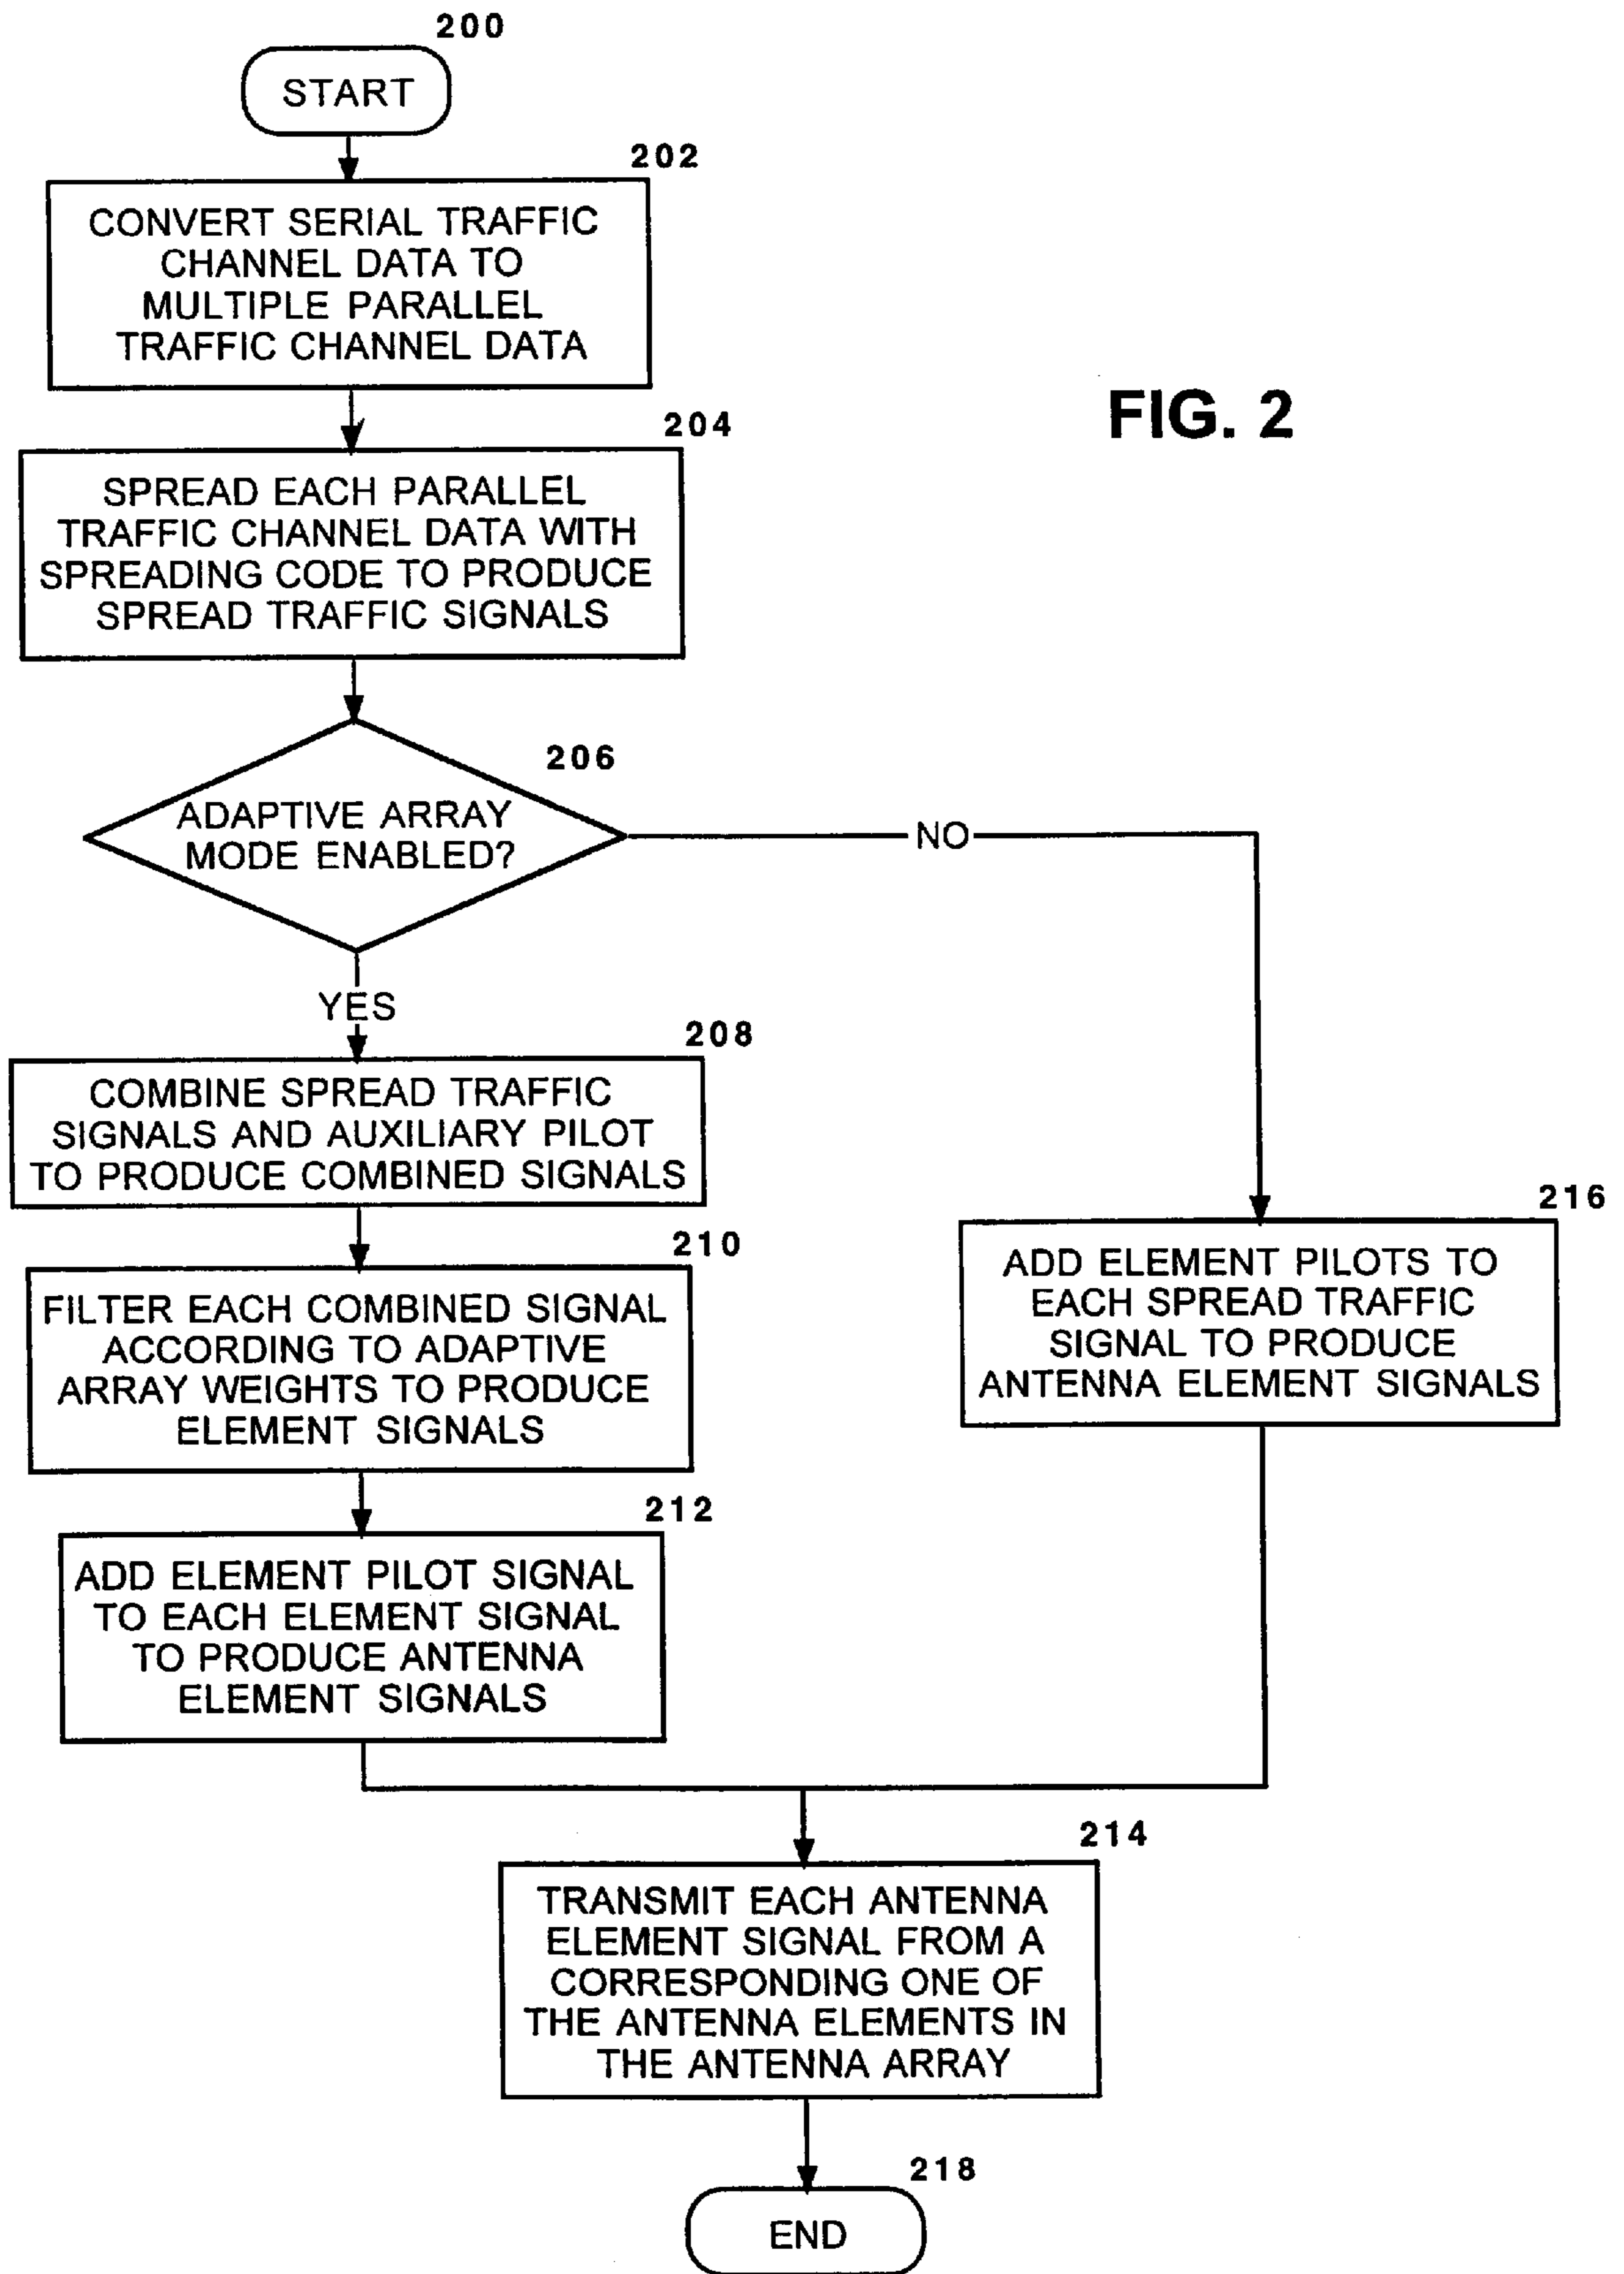 200
START
202
CONVERT SERIAL TRAFFIC
CHANNEL DATA TO
MULTIPLE PARALLEL
TRAFFIC CHANNEL DATA
FIG. 2
204
SPREAD EACH PARALLEL
TRAFFIC CHANNEL DATA WITH
SPREADING CODE TO PRODUCE
SPREAD TRAFFIC SIGNALS
206
ADAPTIVE ARRAY
MODE ENABLED?
NO
YES
208
COMBINE SPREAD TRAFFIC
SIGNALS AND AUXILIARY PILOT
TO PRODUCE COMBINED SIGNALS
210
FILTER EACH COMBINED SIGNAL
ACCORDING TO ADAPTIVE
ARRAY WEIGHTS TO PRODUCE
ELEMENT SIGNALS
216
ADD ELEMENT PILOTS TO
EACH SPREAD TRAFFIC
SIGNAL TO PRODUCE
ANTENNA ELEMENT SIGNALS
212
ADD ELEMENT PILOT SIGNAL
TO EACH ELEMENT SIGNAL
TO PRODUCE ANTENNA
ELEMENT SIGNALS
214
TRANSMIT EACH ANTENNA
ELEMENT SIGNAL FROM A
CORRESPONDING ONE OF
THE ANTENNA ELEMENTS IN
THE ANTENNA ARRAY
218
END